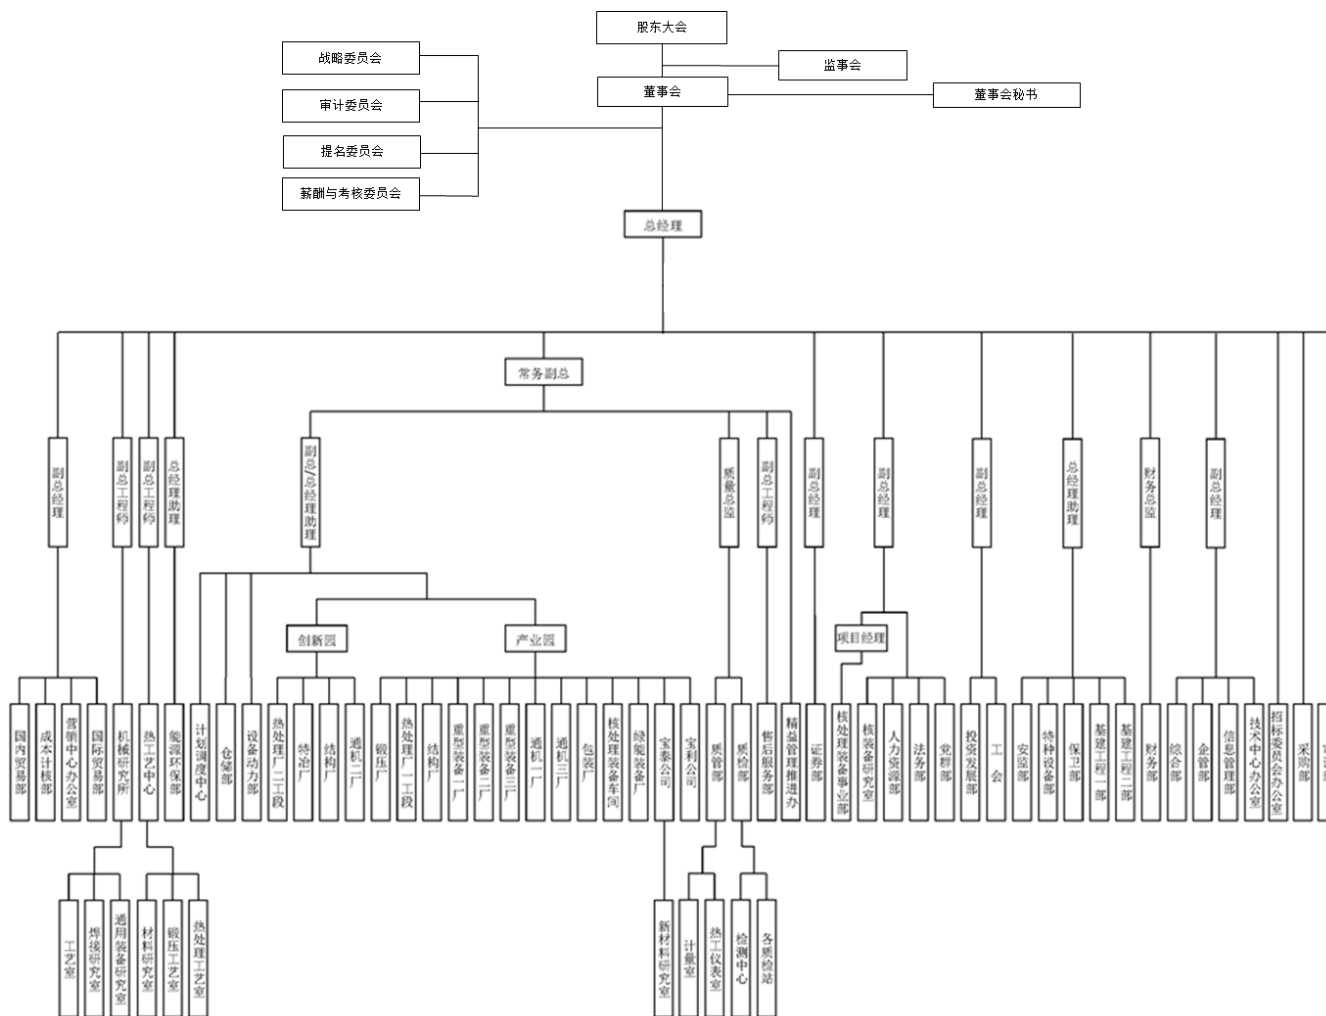 股东大会
战略委员会
监事会
审计委员会
董事会
董事会秘书
提名委员会
薪酬与考核委员会
总经理
常务副总
副总经理
副总工程师
副总工程师
总经理助理
副总/总经理助理
质量总监
副总工程师
副总经理
副总经理
副总经理
总经理助理
财务总监
副总经理
创新园
产业园
项目经理
国内贸易部
成本计核部
营销中心办公室
国际贸易部
机械研究所
热工艺中心
能源环保部
计划调度中心
仓储部
设备动力部
热处理厂二工段
特冶厂
结构厂
通机二厂
锻压厂
热处理厂一工段
结构厂
重型装备一厂
重型装备二厂
重型装备三厂
通机一厂
通机三厂
包装厂
核处理装备车间
绿能装备厂
宝泰公司
宝利公司
质管部
质检部
售后服务部
精益管理推进办
证券部
核处理装备事业部
核装备研究室
人力资源部
法务部
党群部
投资发展部
工会
安监部
特种设备部
保卫部
基建工程一部
基建工程二部
财务部
综合部
企管部
信息管理部
技术中心办公室
招标委员会办公室
采购部
工艺室
焊接研究室
通用装备研究室
材料研究室
锻压工艺室
热处理工艺室
新材料研究室
计量室
热工仪表室
检测中心
各质检站